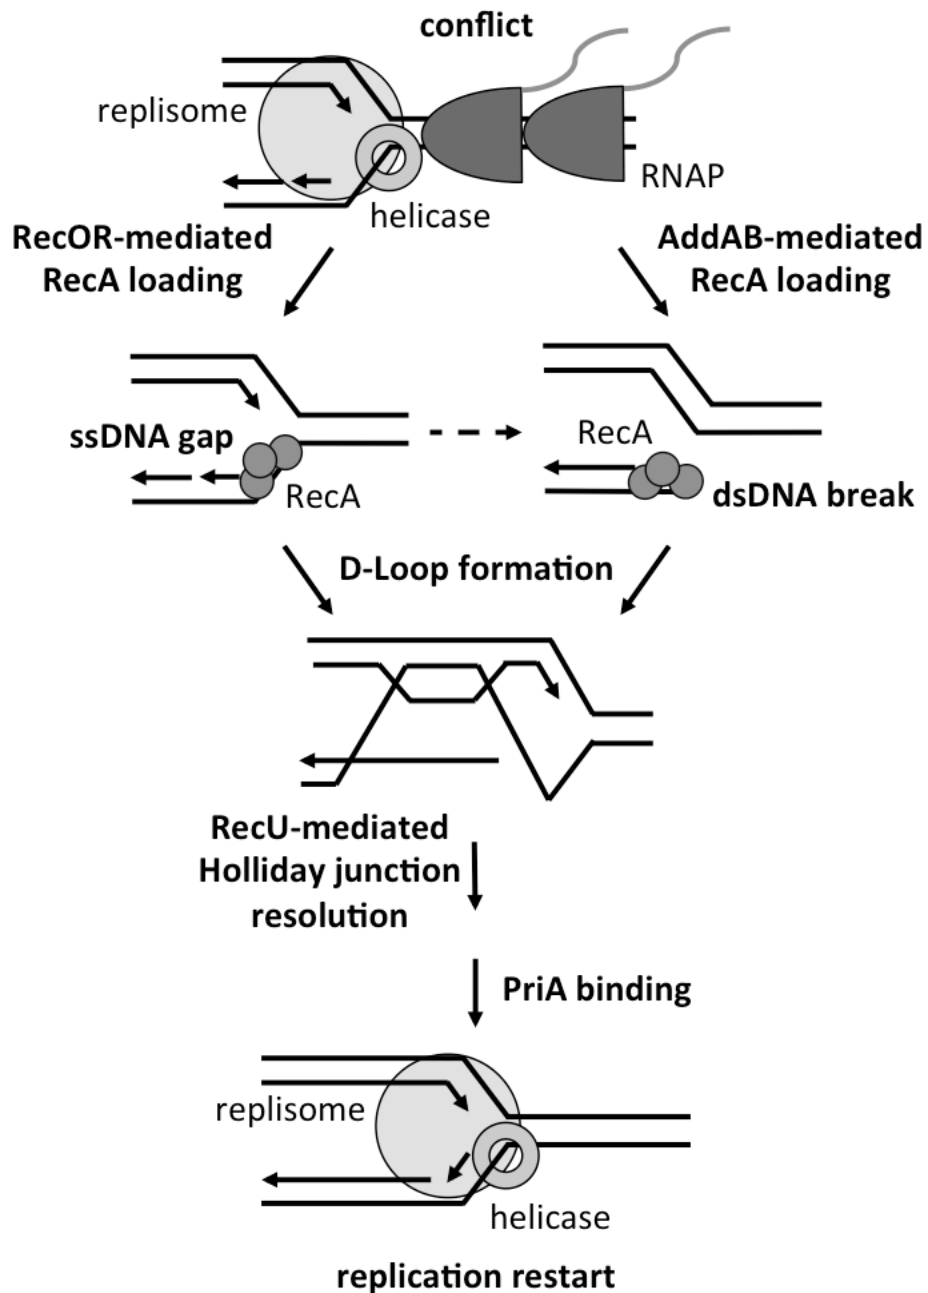 conflict
replisome
RNAP
helicase
RecOR-mediated
RecA loading
AddAB-mediated
RecA loading
ssDNA gap
RecA
RecA
dsDNA break
D-Loop formation
RecU-mediated
Holliday junction
resolution
PriA binding
replisome
helicase
replication restart